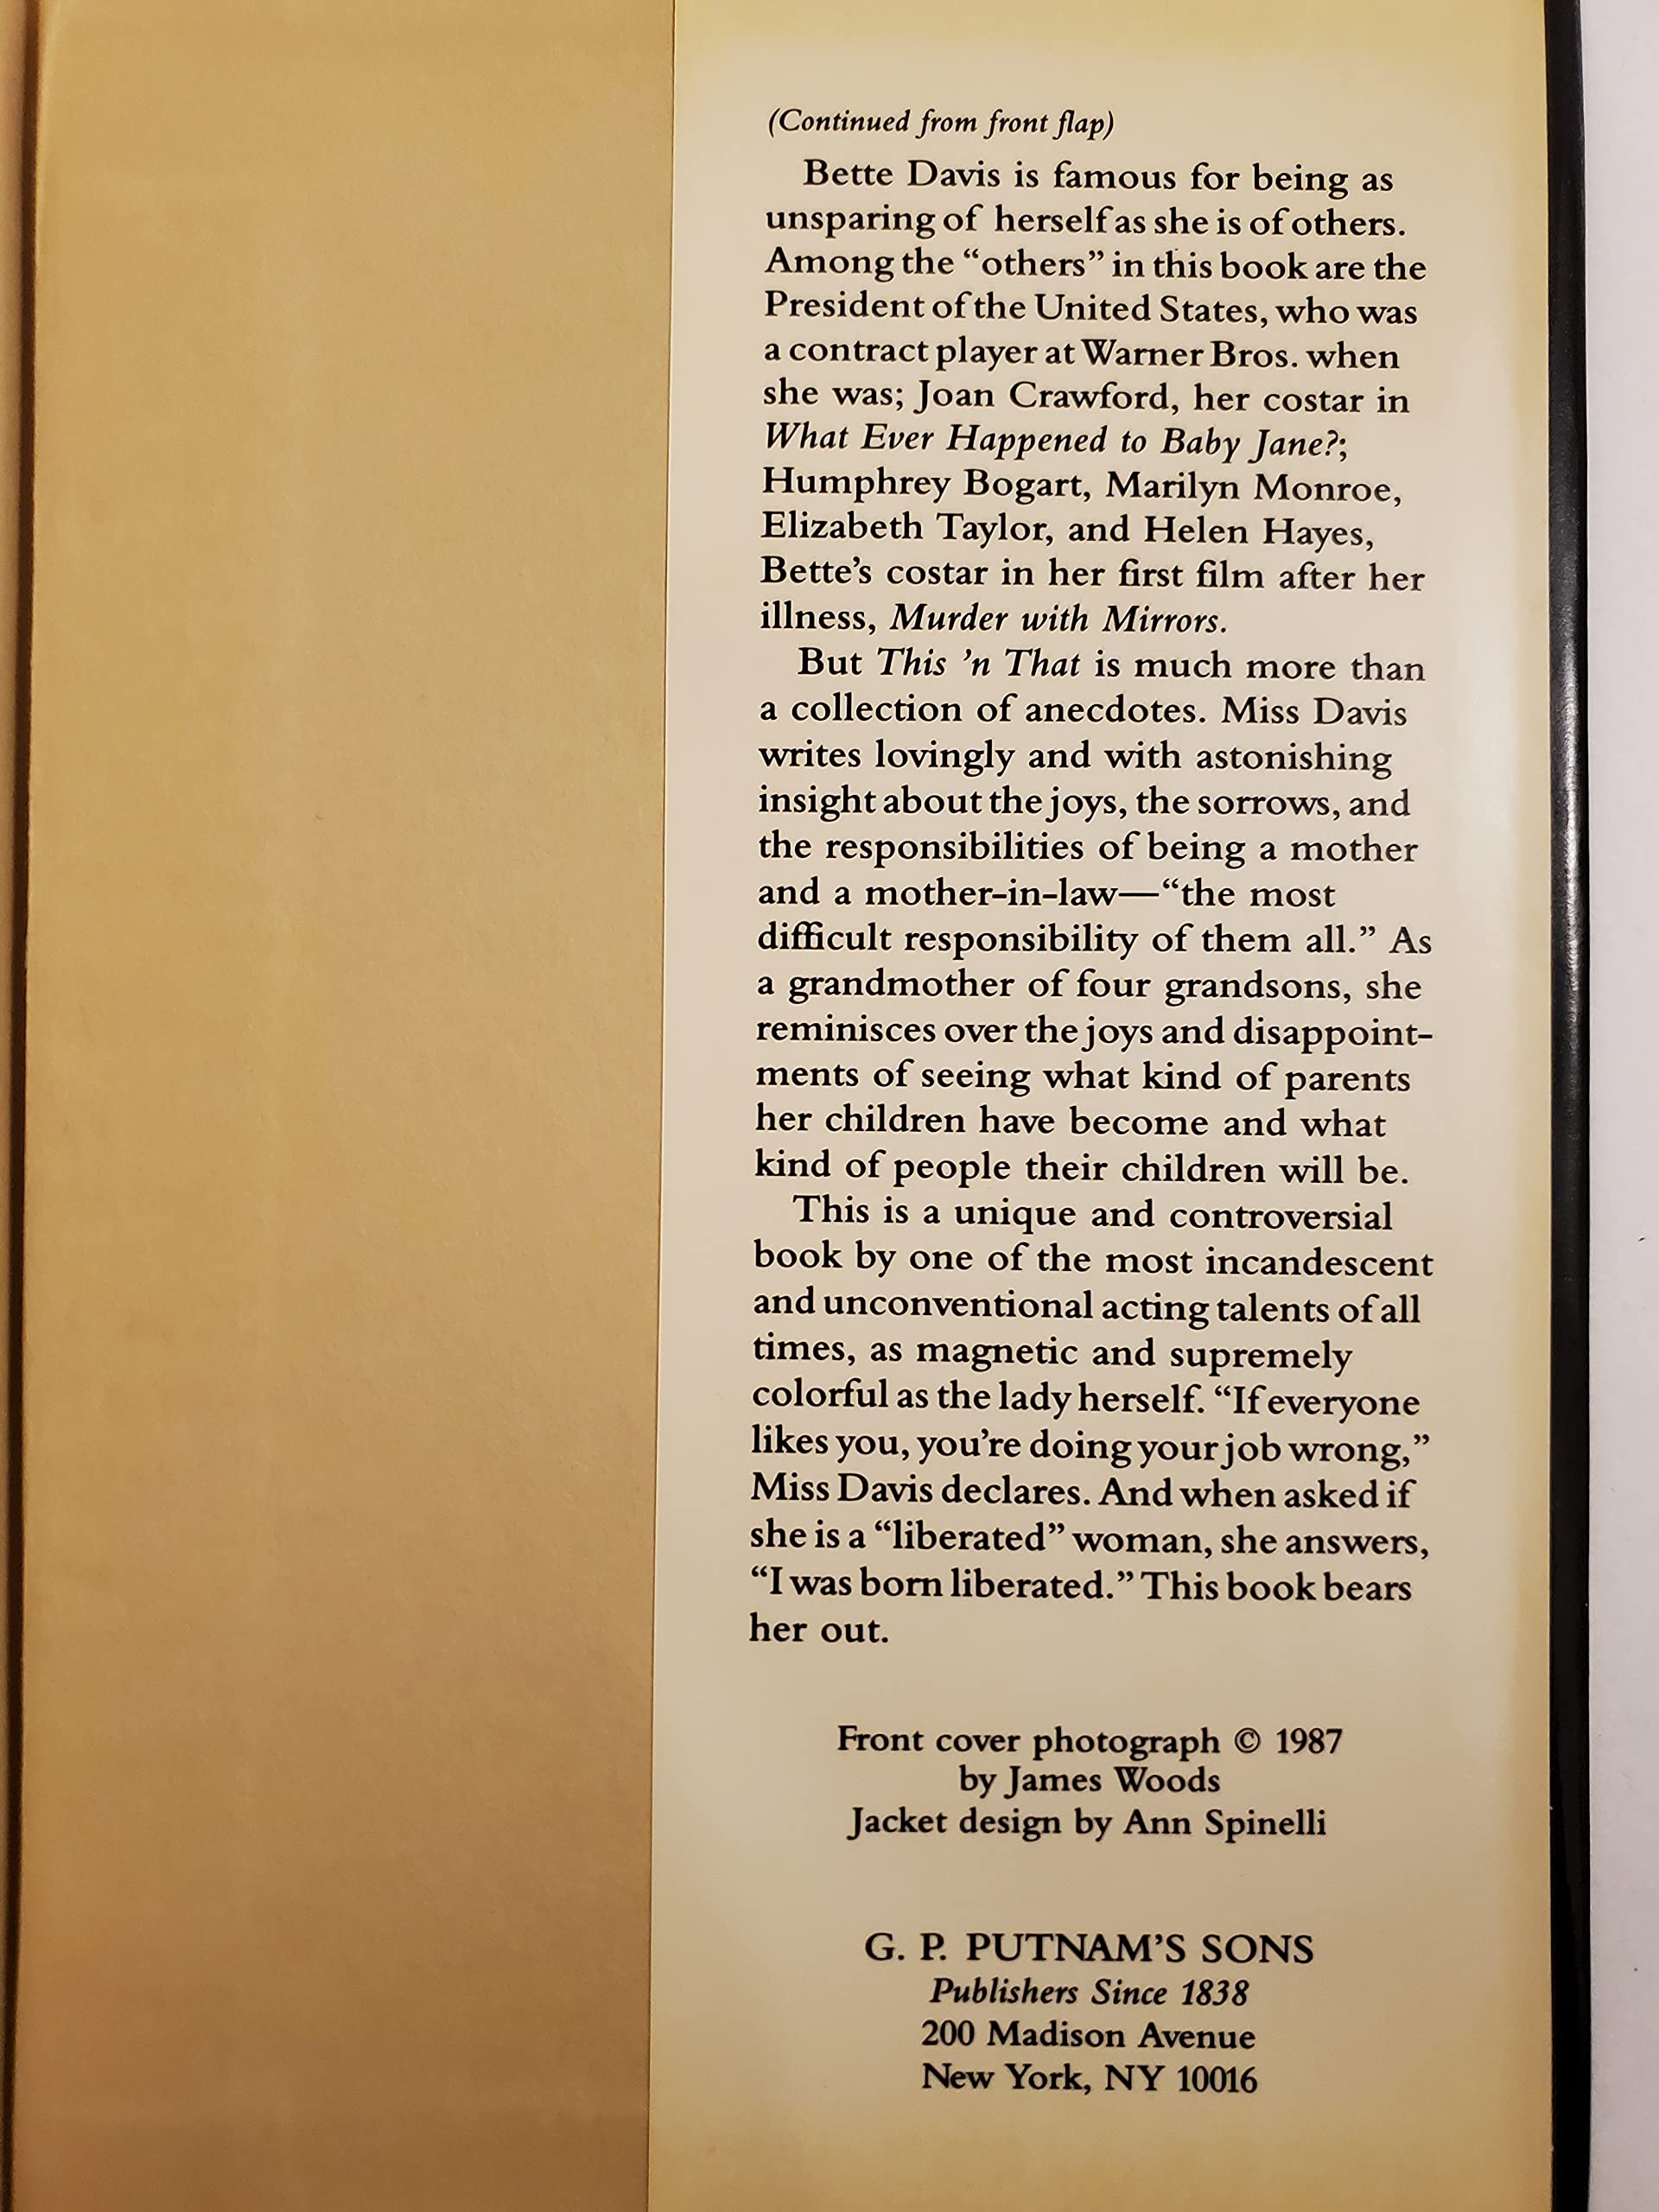 (Continued from front flap)
Bette Davis is famous for being as
unsparing of herself as she is of others.
Among the “others” in this book are the
President of the United States, who was
a contract player at Warner Bros. when
she was; Joan Crawford, her costar in
What Ever Happened to Baby Jane?;
Humphrey Bogart, Marilyn Monroe,
Elizabeth Taylor, and Helen Hayes,
Bette’s costar in her first film after her
illness, Murder with Mirrors.
But This ’n That is much more than
a collection of anecdotes. Miss Davis
writes lovingly and with astonishing
insight about the joys, the sorrows, and
the responsibilities of being a mother
and a mother-in-law—“the most
difficult responsibility of them all.” As
a grandmother of four grandsons, she
reminisces over the joys and disappoint-
ments of seeing what kind of parents
her children have become and what
kind of people their children will be.
This is a unique and controversial
book by one of the most incandescent
and unconventional acting talents of all
times, as magnetic and supremely
colorful as the lady herself. “If everyone
likes you, you’re doing your job wrong,”
Miss Davis declares. And when asked if
she is a “liberated” woman, she answers,
“I was born liberated.” This book bears
her out.
Front cover photograph © 1987
by James Woods
Jacket design by Ann Spinelli
G. P. PUTNAM’S SONS
Publishers Since 1838
200 Madison Avenue
New York, NY 10016